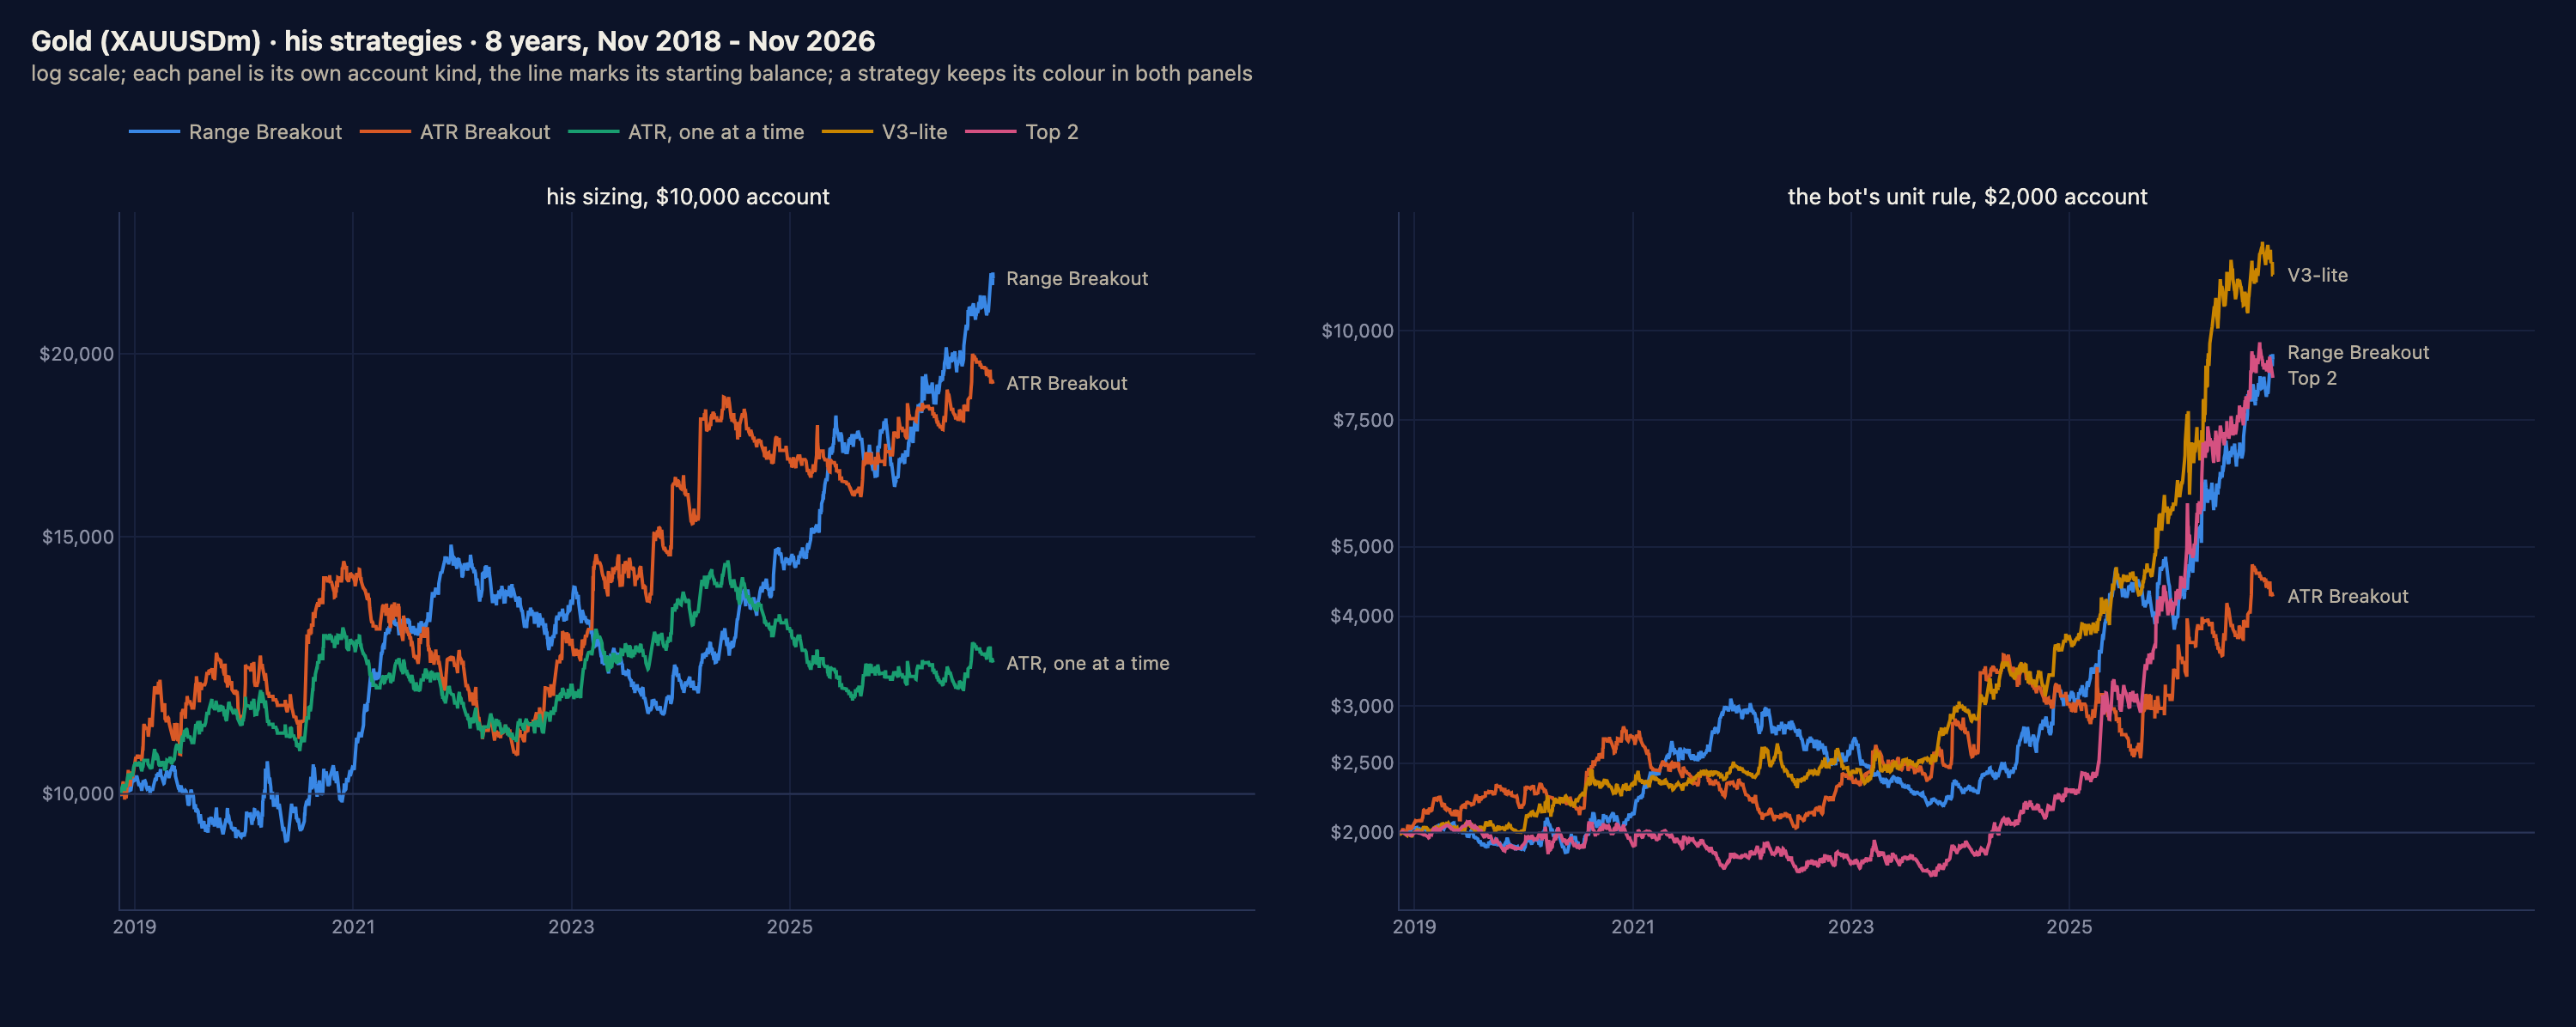 Gold (XAUUSDm) · his strategies · 8 years, Nov 2018 - Nov 2026
log scale; each panel is its own account kind, the line marks its starting balance; a strategy keeps its colour in both panels
Range Breakout
ATR Breakout
ATR, one at a time
V3-lite
Top 2
his sizing, $10,000 account
$20,000
$15,000
$10,000
Range Breakout
ATR Breakout
ATR, one at a time
2019
2021
2023
2025
the bot's unit rule, $2,000 account
$10,000
$7,500
$5,000
$4,000
$3,000
$2,500
$2,000
V3-lite
Range Breakout
Top 2
ATR Breakout
2019
2021
2023
2025